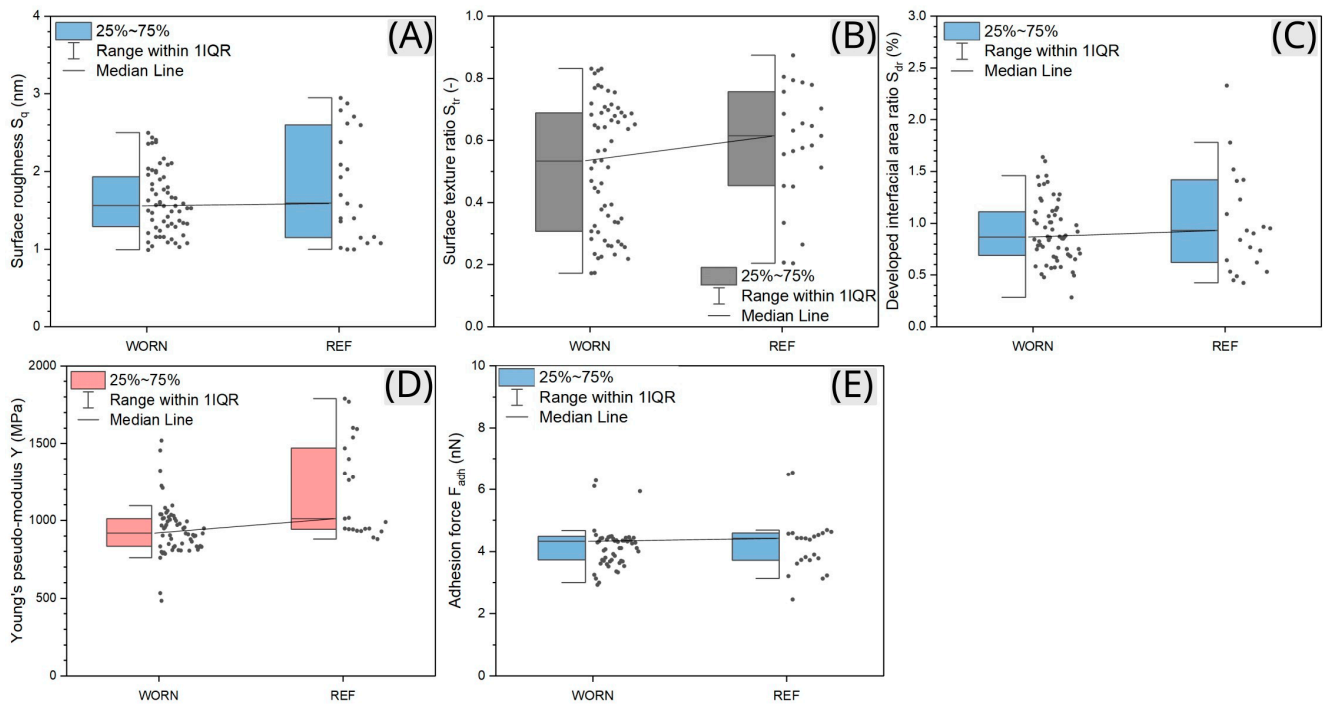 (A)
25%~75%
Range within 1IQR
Median Line
Surface roughness Sq (nm)
4
3
2
1
0
WORN REF
(B)
Surface texture ratio Str (-)
1.0
0.8
0.6
0.4
0.2
0.0
25%~75%
Range within 1IQR
Median Line
WORN REF
(C)
25%~75%
Range within 1IQR
Median Line
Developed interfacial area ratio Sdr (%)
3.0
2.5
2.0
1.5
1.0
0.5
0.0
WORN REF
(D)
25%~75%
Range within 1IQR
Median Line
Young's pseudo-modulus Y (MPa)
2000
1500
1000
500
0
WORN REF
(E)
25%~75%
Range within 1IQR
Median Line
Adhesion force Fadh (nN)
10
8
6
4
2
0
WORN REF